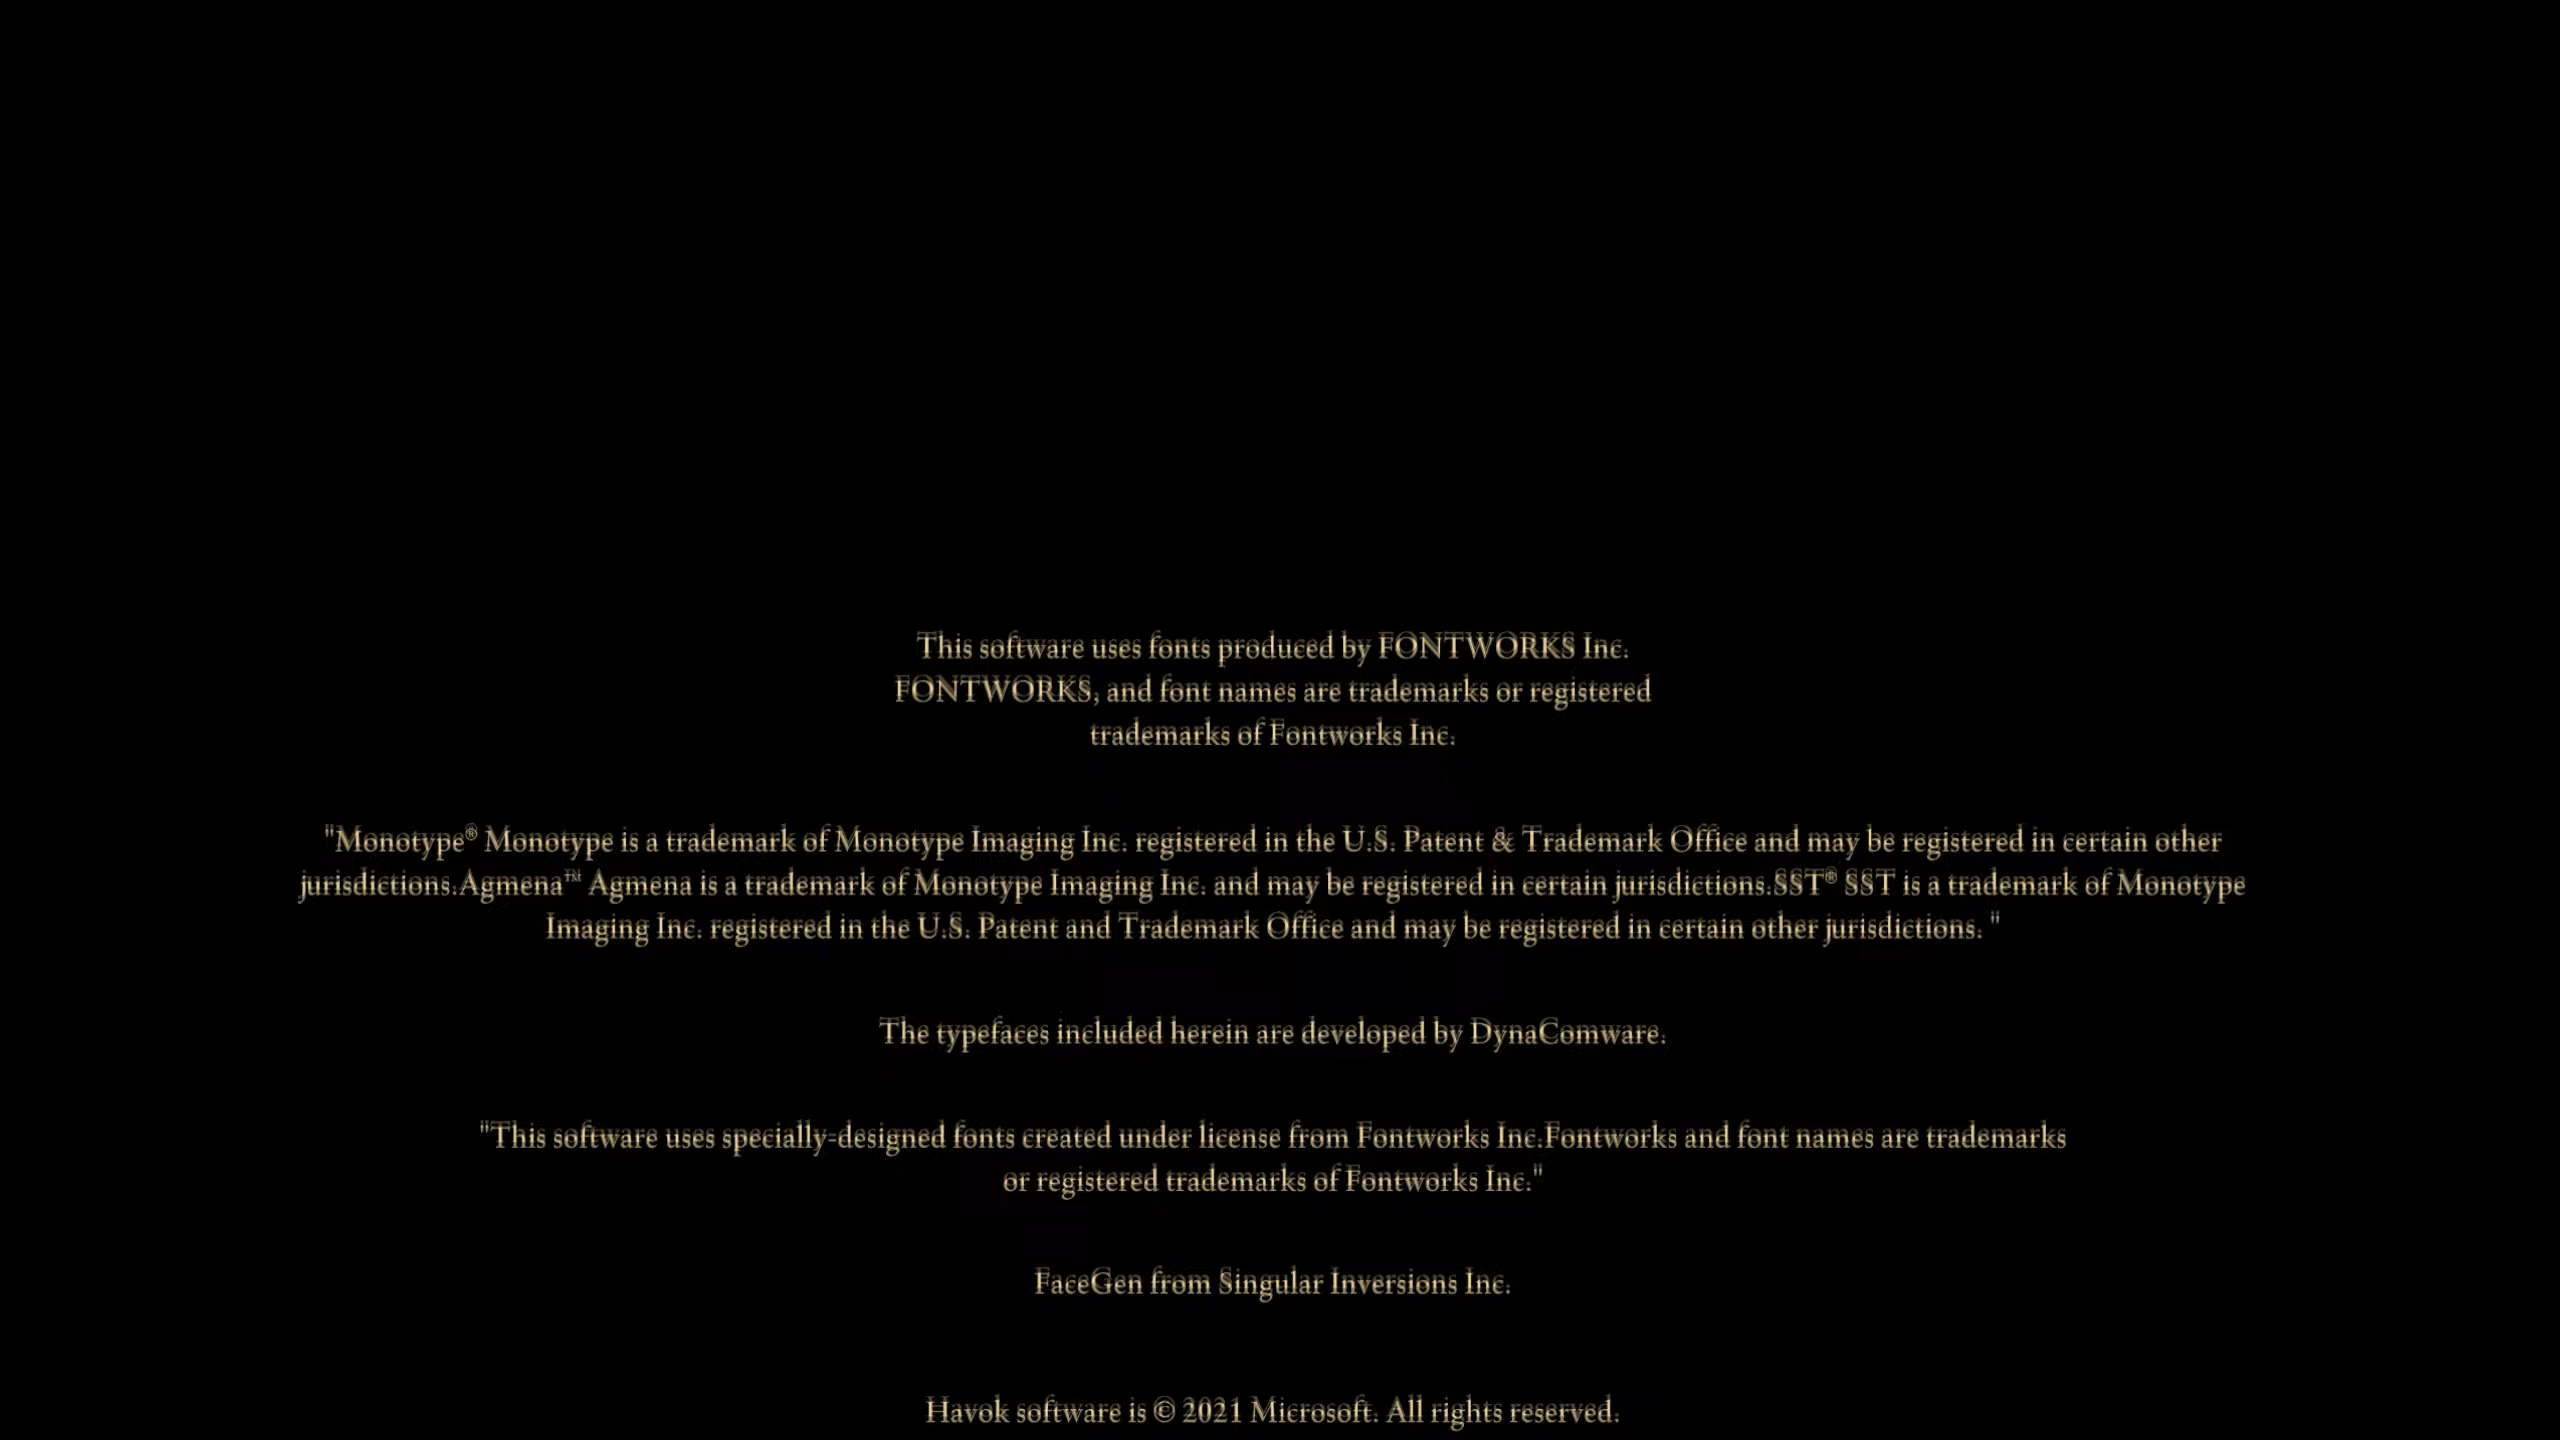 This software uses fonts produced by FONTWORKS Inc.
FONTWORKS, and font names are trademarks or registered
trademarks of Fontworks Inc.
"Monotype® Monotype is a trademark of Monotype Imaging Inc. registered in the U.S. Patent & Trademark Office and may be registered in certain other
jurisdictions.Agmena™ Agmena is a trademark of Monotype Imaging Inc. and may be registered in certain jurisdictions.SST® SST is a trademark of Monotype
Imaging Inc. registered in the U.S. Patent and Trademark Office and may be registered in certain other jurisdictions. "
The typefaces included herein are developed by DynaComware.
"This software uses specially-designed fonts created under license from Fontworks Inc.Fontworks and font names are trademarks
or registered trademarks of Fontworks Inc."
FaceGen from Singular Inversions Inc.
Havok software is © 2021 Microsoft. All rights reserved.